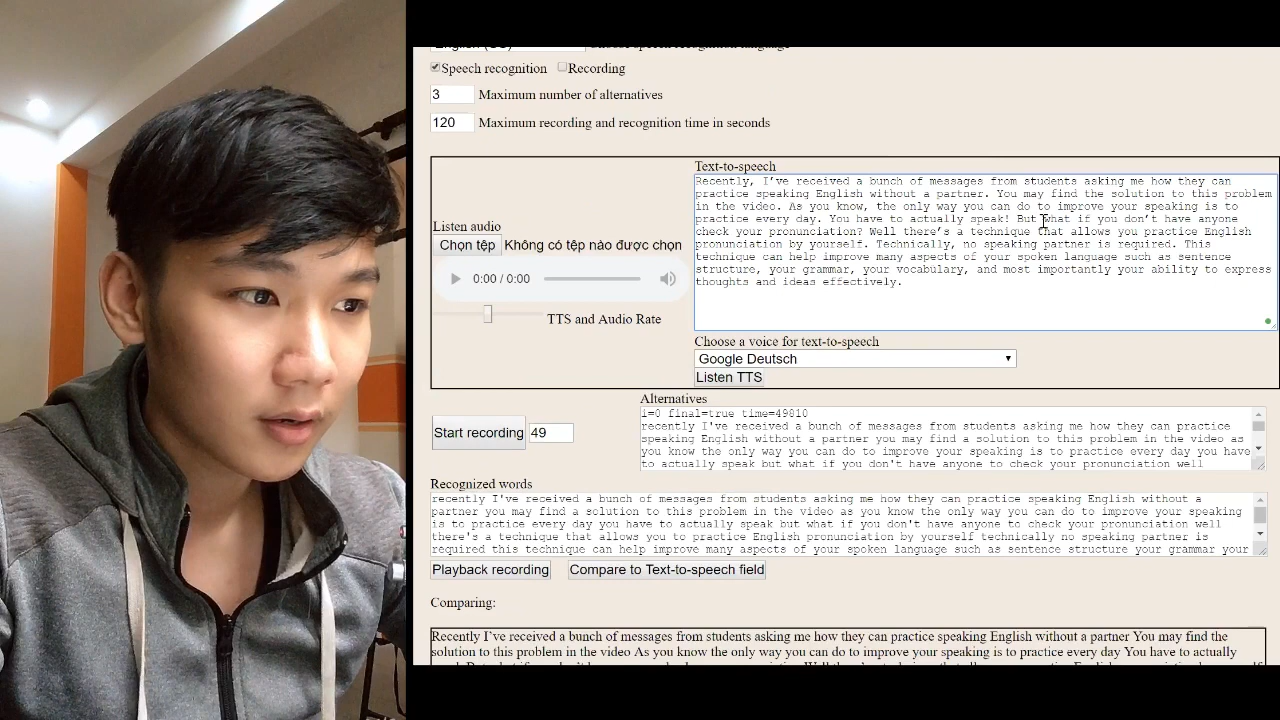 Choose speech recognition language
Speech recognition Recording
3 Maximum number of alternatives
120 Maximum recording and recognition time in seconds
Text-to-speech
Recently, I’ve received a bunch of messages from students asking me how they can
practice speaking English without a partner. You may find the solution to this problem
in the video. As you know, the only way you can do to improve your speaking is to
practice every day. You have to actually speak! But what if you don’t have anyone
check your pronunciation? Well there’s a technique that allows you practice English
pronunciation by yourself. Technically, no speaking partner is required. This
technique can help improve many aspects of your spoken language such as sentence
structure, your grammar, your vocabulary, and most importantly your ability to express
thoughts and ideas effectively.
Listen audio
Chọn tệp Không có tệp nào được chọn
0:00 / 0:00
TTS and Audio Rate
Choose a voice for text-to-speech
Google Deutsch
Listen TTS
Alternatives
i=0 final=true time=49810
recently I've received a bunch of messages from students asking me how they can practice
speaking English without a partner you may find a solution to this problem in the video as
you know the only way you can do to improve your speaking is to practice every day you have
to actually speak but what if you don't have anyone to check your pronunciation well
Start recording 49
Recognized words
recently I've received a bunch of messages from students asking me how they can practice speaking English without a
partner you may find a solution to this problem in the video as you know the only way you can do to improve your speaking
is to practice every day you have to actually speak but what if you don't have anyone to check your pronunciation well
there's a technique that allows you to practice English pronunciation by yourself technically no speaking partner is
required this technique can help improve many aspects of your spoken language such as sentence structure your grammar your
Playback recording Compare to Text-to-speech field
Comparing:
Recently I’ve received a bunch of messages from students asking me how they can practice speaking English without a partner You may find the
solution to this problem in the video As you know the only way you can do to improve your speaking is to practice every day You have to actually